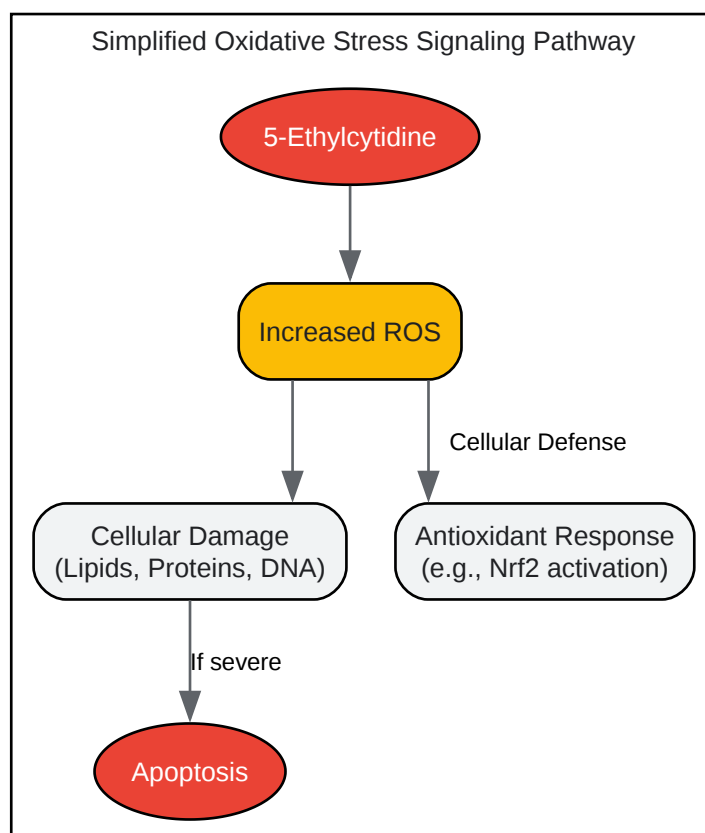 Simplified Oxidative Stress Signaling Pathway
5-Ethylcytidine
Increased ROS
Cellular Defense
Cellular Damage
(Lipids, Proteins, DNA)
Antioxidant Response
(e.g., Nrf2 activation)
If severe
Apoptosis